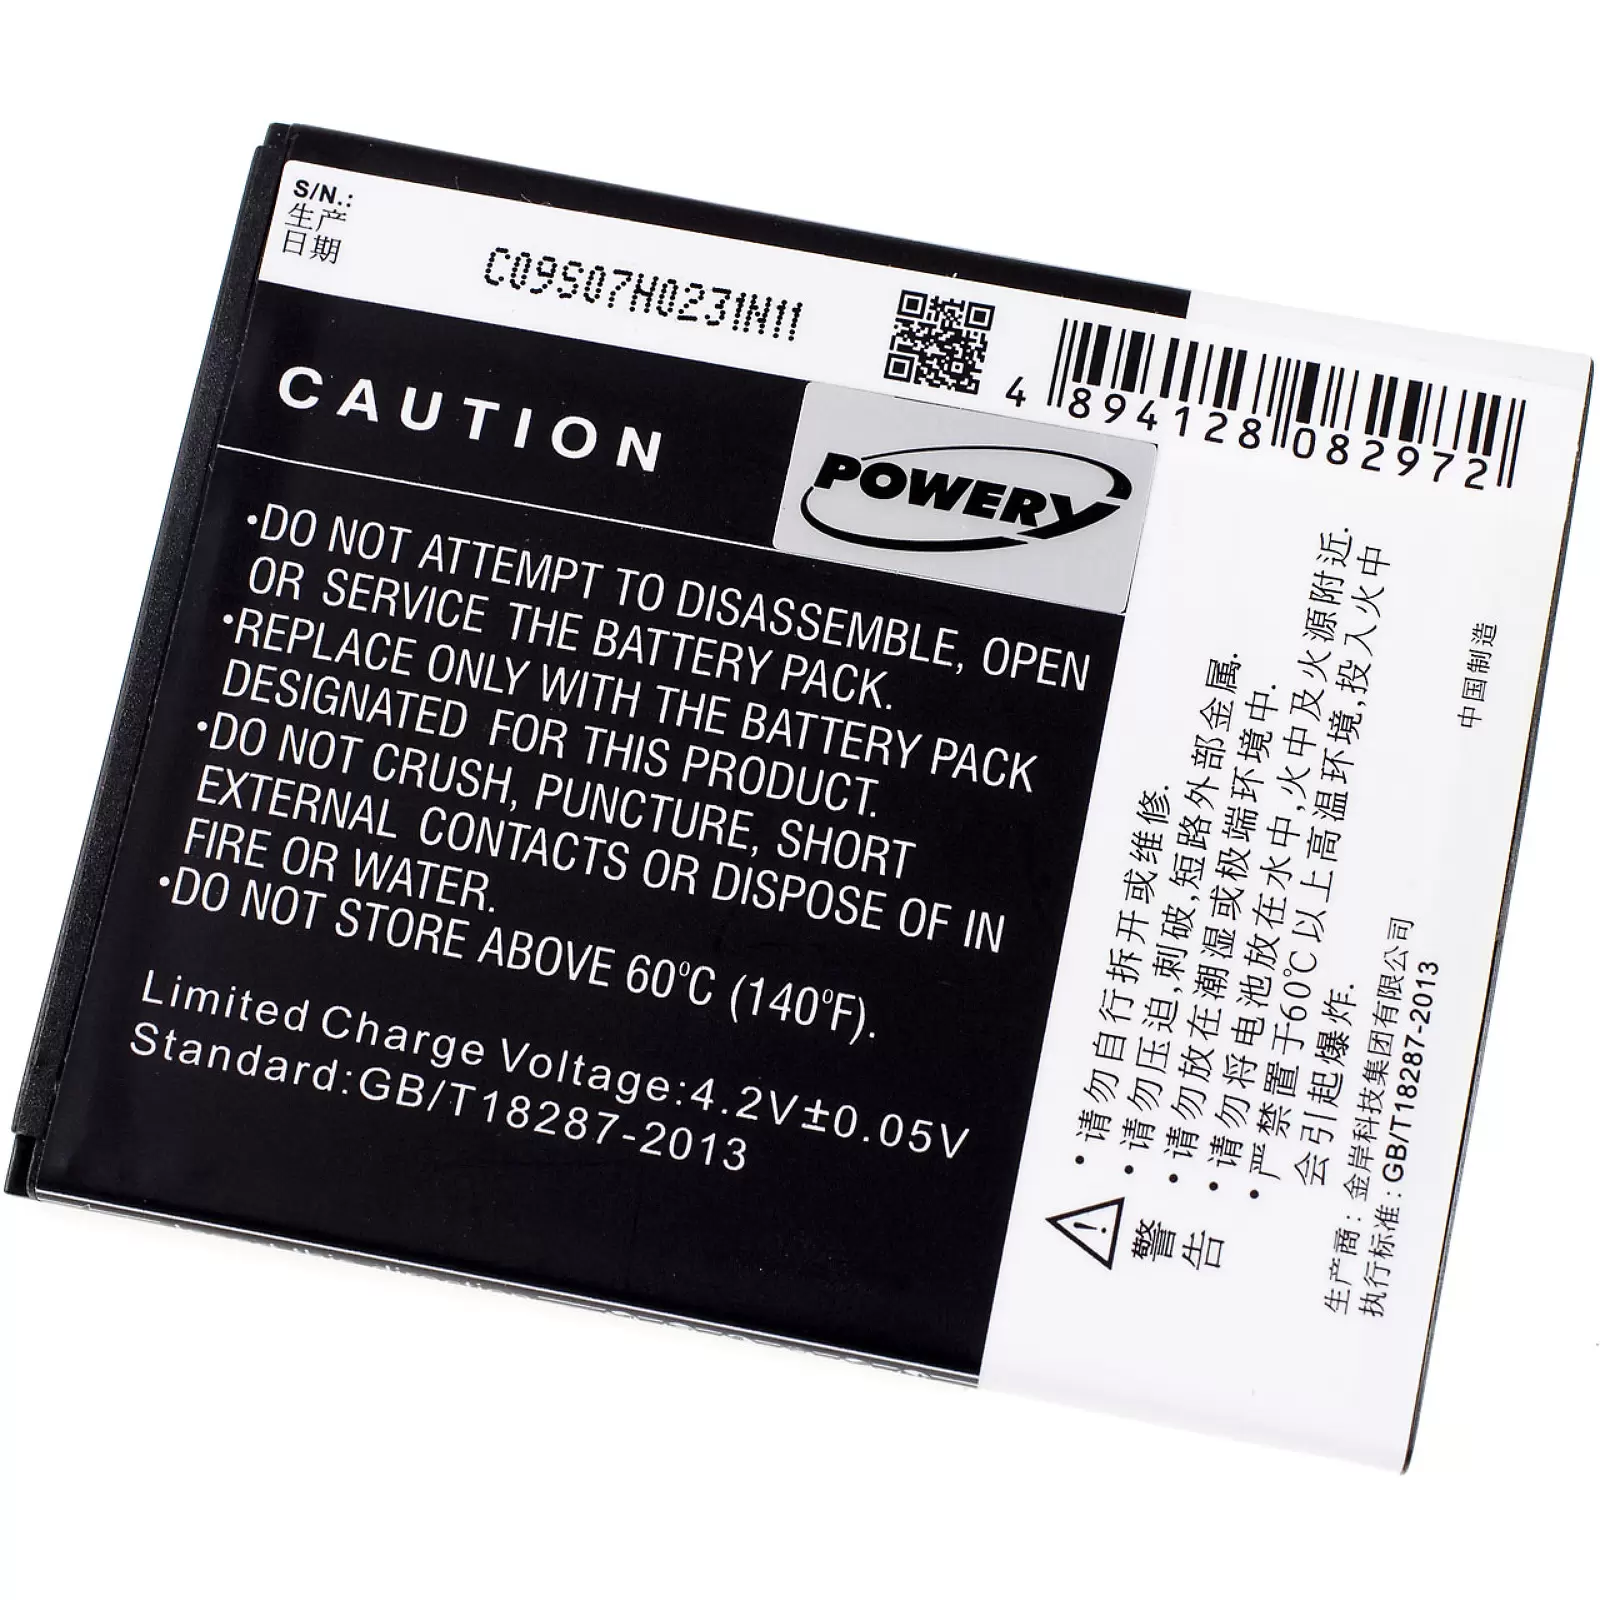 S/N.:
生产
日期
C09S07H0231N11
4 894128 082972
CAUTION
POWERY
•DO NOT ATTEMPT TO DISASSEMBLE, OPEN
OR SERVICE THE BATTERY PACK.
•REPLACE ONLY WITH THE BATTERY PACK
DESIGNATED FOR THIS PRODUCT.
•DO NOT CRUSH, PUNCTURE, SHORT
EXTERNAL CONTACTS OR DISPOSE OF IN
FIRE OR WATER.
•DO NOT STORE ABOVE 60°C (140°F).
Limited Charge Voltage:4.2V±0.05V
Standard:GB/T18287-2013
警
告
•请勿自行拆开或维修.
•请勿压迫,刺破,短路外部金属.
•请勿放在潮湿或极端环境中.
•请勿将电池放在水中,火中及火源附近.
•严禁置于60℃以上高温环境,投入火中
会引起爆炸.
生产商:金岸科技集团有限公司
执行标准:GB/T18287-2013
中国制造